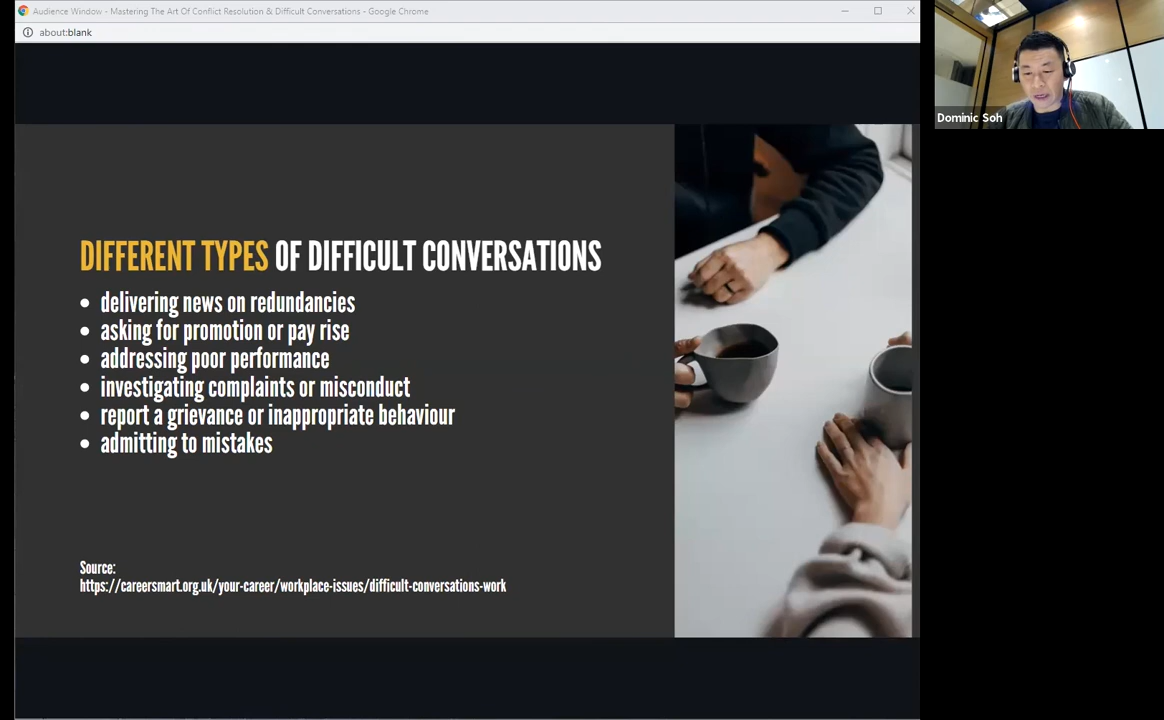 Audience Window - Mastering The Art Of Conflict Resolution & Difficult Conversations - Google Chrome
about:blank
Dominic Soh
DIFFERENT TYPES OF DIFFICULT CONVERSATIONS
• delivering news on redundancies
• asking for promotion or pay rise
• addressing poor performance
• investigating complaints or misconduct
• report a grievance or inappropriate behaviour
• admitting to mistakes
Source:
https://careersmart.org.uk/your-career/workplace-issues/difficult-conversations-work